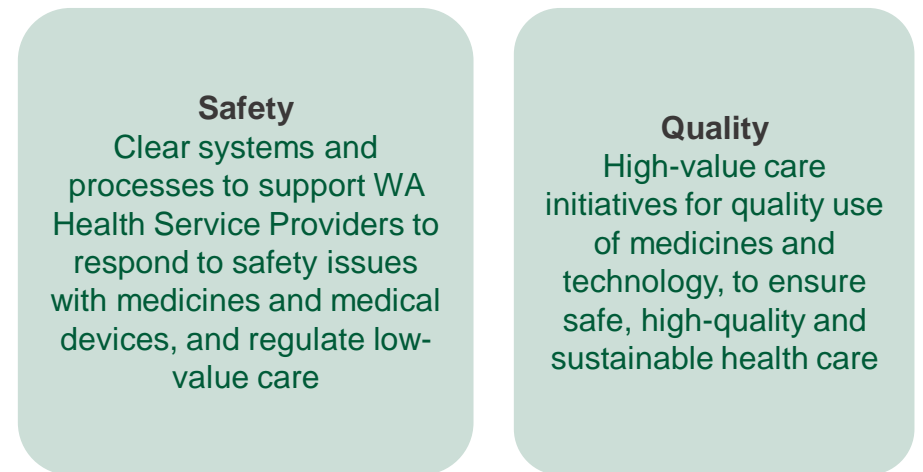 Safety
Clear systems and
processes to support WA
Health Service Providers to
respond to safety issues
with medicines and medical
devices, and regulate low-
value care
Quality
High-value care
initiatives for quality use
of medicines and
technology, to ensure
safe, high-quality and
sustainable health care